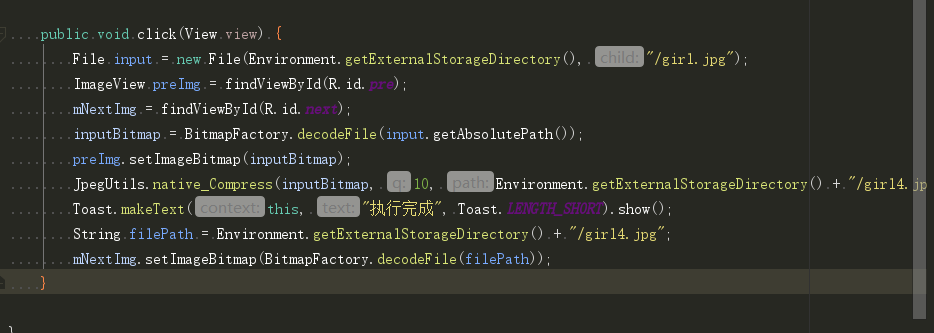 public void click(View view) {
File input = new File(Environment.getExternalStorageDirectory(), child: "/girl.jpg");
ImageView preImg = findViewById(R.id.pre);
mNextImg = findViewById(R.id.next);
inputBitmap = BitmapFactory.decodeFile(input.getAbsolutePath());
preImg.setImageBitmap(inputBitmap);
JpegUtils.native_Compress(inputBitmap, q: 10, path: Environment.getExternalStorageDirectory() + "/girl4.jp
Toast.makeText( context: this, text: "执行完成", Toast.LENGTH_SHORT).show();
String filePath = Environment.getExternalStorageDirectory() + "/girl4.jpg";
mNextImg.setImageBitmap(BitmapFactory.decodeFile(filePath));
}
}